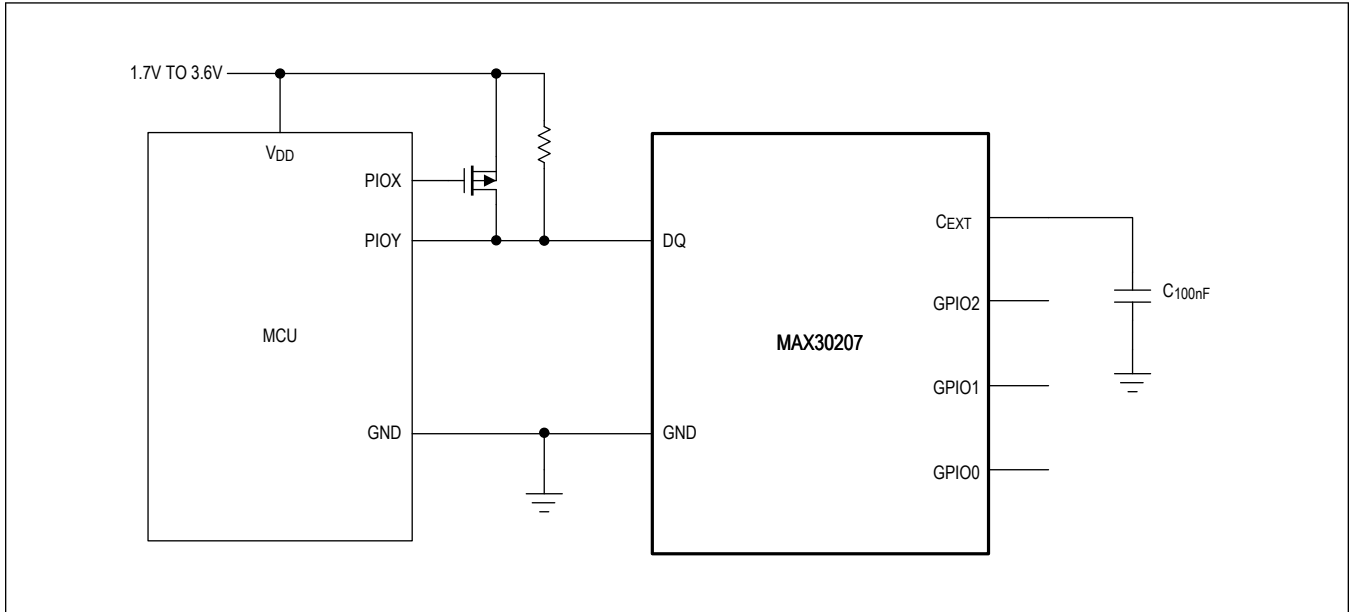 1.7V TO 3.6V
VDD
PIOX
PIOY
MCU
GND
DQ
GND
MAX30207
CEXT
GPIO2
GPIO1
GPIO0
C100nF